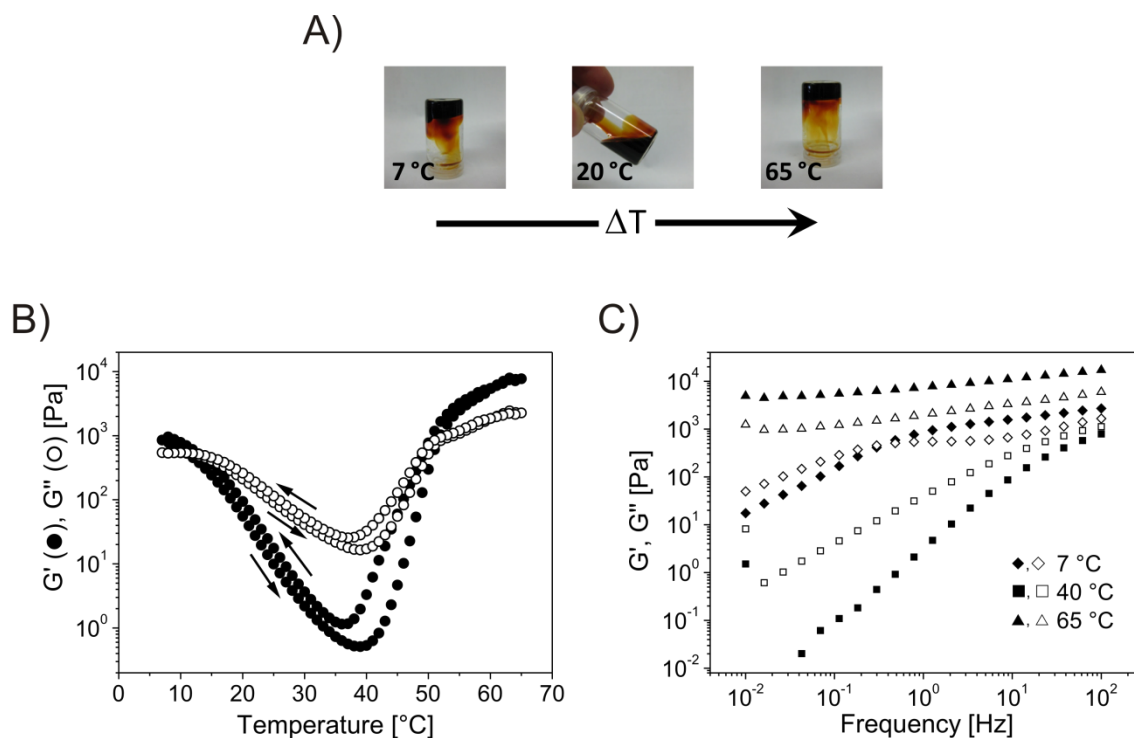 A)
7 °C
20 °C
65 °C
ΔT
B)
G' (●), G'' (○) [Pa]
10⁴
10³
10²
10¹
10⁰
0 10 20 30 40 50 60 70
Temperature [°C]
C)
G', G'' [Pa]
10⁴
10³
10²
10¹
10⁰
10⁻¹
10⁻²
◆,◇ 7 °C
■,□ 40 °C
▲,△ 65 °C
10⁻² 10⁻¹ 10⁰ 10¹ 10²
Frequency [Hz]